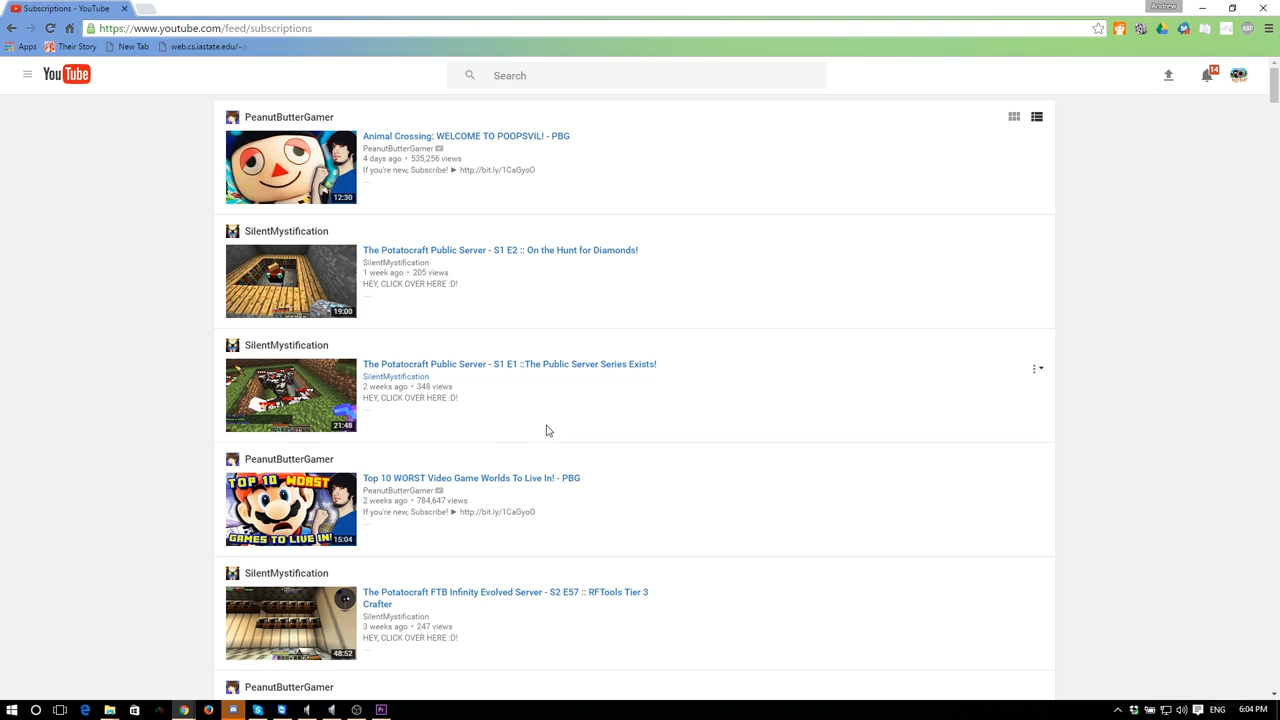 Subscriptions - YouTube
Andrew
https://www.youtube.com/feed/subscriptions
Apps
Their Story
New Tab
web.cs.iastate.edu/~s
YouTube
Search
14
PeanutButterGamer
Animal Crossing: WELCOME TO POOPSVIL! - PBG
PeanutButterGamer
4 days ago • 535,256 views
If you're new, Subscribe! ► http://bit.ly/1CaGyoO
...
12:30
SilentMystification
The Potatocraft Public Server - S1 E2 :: On the Hunt for Diamonds!
SilentMystification
1 week ago • 205 views
HEY, CLICK OVER HERE :D!
...
19:00
SilentMystification
The Potatocraft Public Server - S1 E1 ::The Public Server Series Exists!
SilentMystification
2 weeks ago • 348 views
HEY, CLICK OVER HERE :D!
...
21:48
PeanutButterGamer
Top 10 WORST Video Game Worlds To Live In! - PBG
PeanutButterGamer
2 weeks ago • 784,647 views
If you're new, Subscribe! ► http://bit.ly/1CaGyoO
...
TOP 10 WORST
GAMES TO LIVE IN!
15:04
SilentMystification
The Potatocraft FTB Infinity Evolved Server - S2 E57 :: RFTools Tier 3
Crafter
SilentMystification
3 weeks ago • 247 views
HEY, CLICK OVER HERE :D!
...
48:52
PeanutButterGamer
ENG
6:04 PM